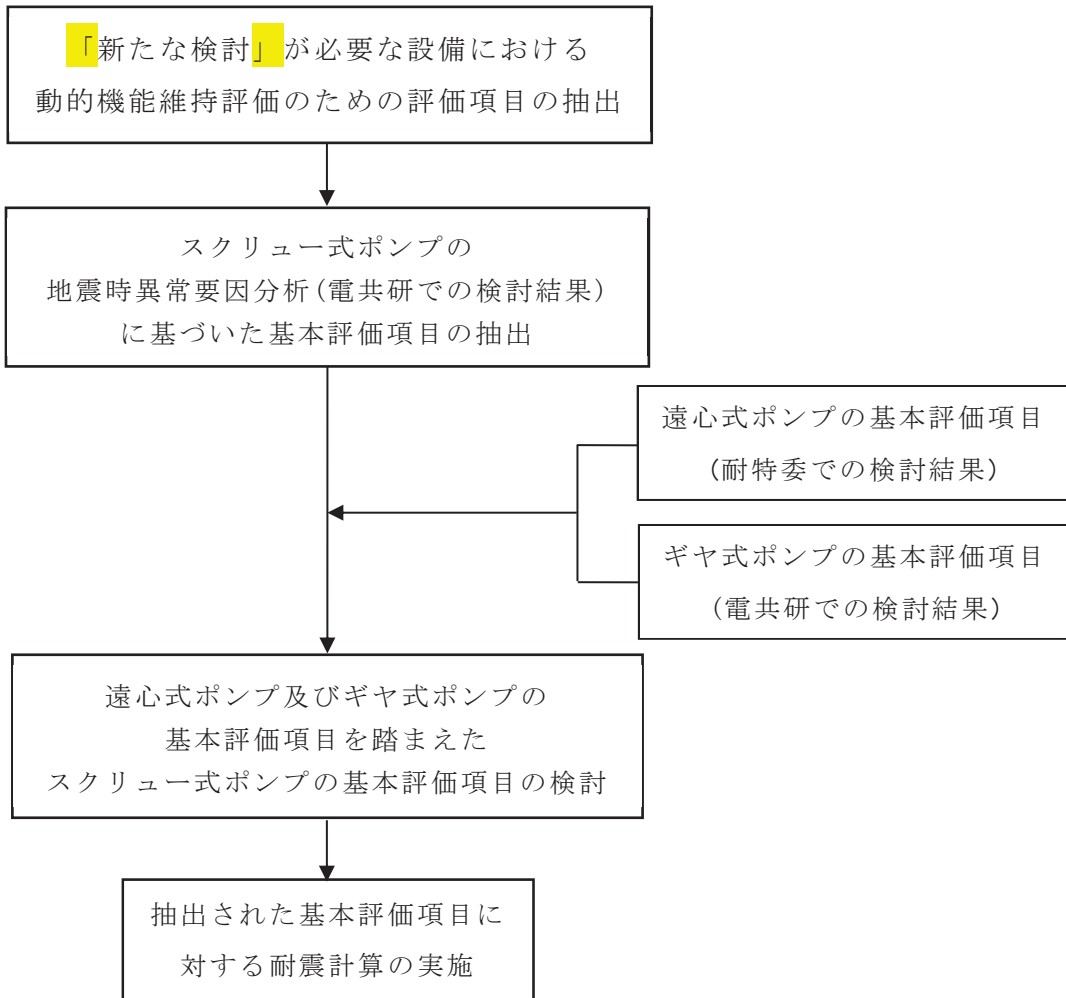 「新たな検討」が必要な設備における
動的機能維持評価のための評価項目の抽出
スクリュー式ポンプの
地震時異常要因分析(電共研での検討結果)
に基づいた基本評価項目の抽出
遠心式ポンプの基本評価項目
(耐特委での検討結果)
ギヤ式ポンプの基本評価項目
(電共研での検討結果)
遠心式ポンプ及びギヤ式ポンプの
基本評価項目を踏まえた
スクリュー式ポンプの基本評価項目の検討
抽出された基本評価項目に
対する耐震計算の実施